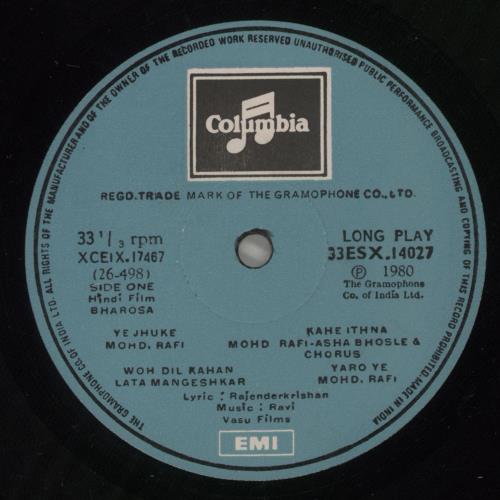 ALL RIGHTS OF THE MANUFACTURER AND OF THE OWNER OF THE RECORDED WORK RESERVED UNAUTHORISED PUBLIC PERFORMANCE BROADCASTING AND COPYING OF THIS RECORD PROHIBITED. MADE IN INDIA
THE GRAMOPHONE CO. OF INDIA LTD.
Columbia
REGD.TRADE MARK OF THE GRAMOPHONE CO., LTD.
33 1/3 rpm
XCEIX.17467
(26-498)
SIDE ONE
Hindi Film
BHAROSA
LONG PLAY
33ESX.14027
Ⓟ 1980
The Gramophone
Co. of India Ltd.
YE JHUKE
MOHD. RAFI
KAHE ITHNA
MOHD RAFI-ASHA BHOSLE &
CHORUS
WOH DIL KAHAN
LATA MANGESHKAR
YARO YE
MOHD. RAFI
Lyric : Rajenderkrishan
Music : Ravi
Vasu Films
EMI